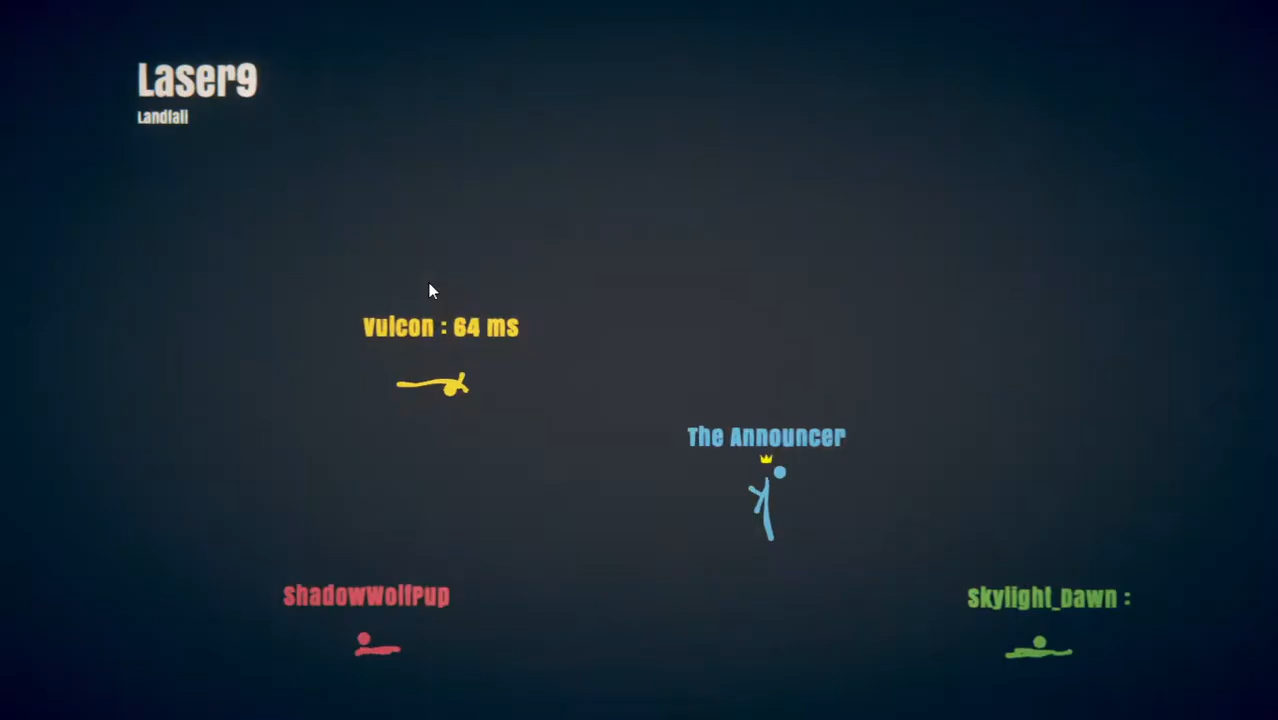 Laser9
Landfall
Vulcon : 64 ms
The Announcer
ShadowWolfPup
Skylight_Dawn :